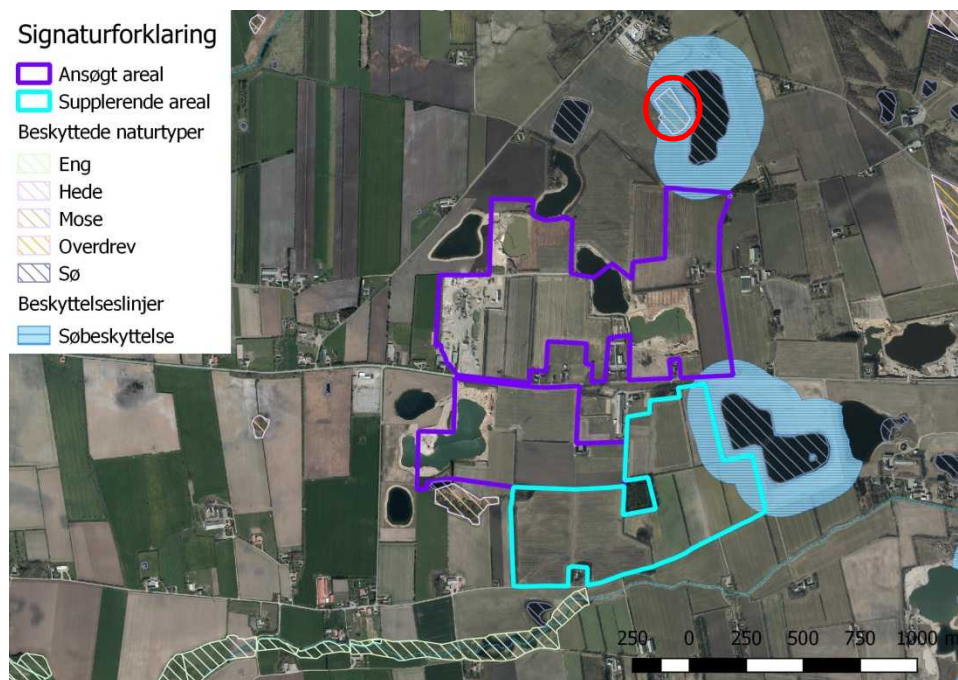 Signaturforklaring
Ansøgt areal
Supplerende areal
Beskyttede naturtyper
Eng
Hede
Mose
Overdrev
Sø
Beskyttelseslinjer
Søbeskyttelse
250 0 250 500 750 1000 m